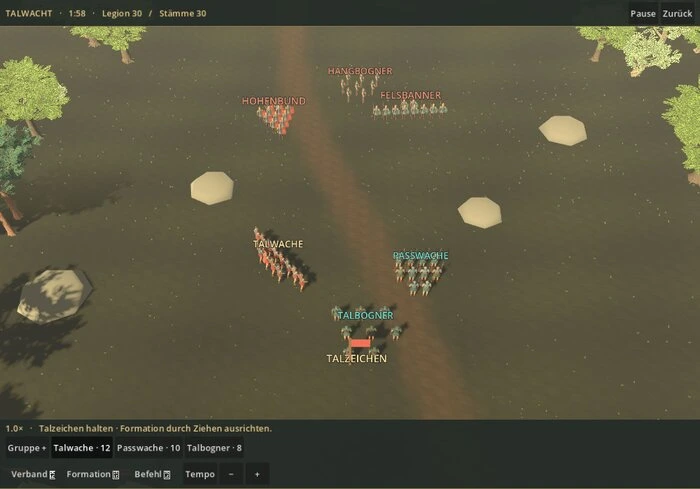 TALWACHT · 1:58 · Legion 30 / Stämme 30
Pause Zurück
HANGBOGNER
FELSBANNER
HÖHENBUND
TALWACHE
PASSWACHE
TALBOGNER
TALZEICHEN
1.0× · Talzeichen halten · Formation durch Ziehen ausrichten.
Gruppe + Talwache · 12 Passwache · 10 Talbogner · 8
Verband Formation Befehl Tempo − +